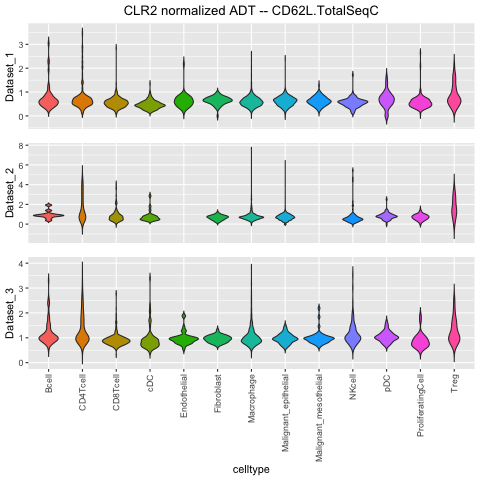 CLR2 normalized ADT -- CD62L.TotalSeqC
Dataset_1
3
2
1
0
Dataset_2
8
6
4
2
0
Dataset_3
4
3
2
1
0
Bcell
CD4Tcell
CD8Tcell
cDC
Endothelial
Fibroblast
Macrophage
Malignant_epithelial
Malignant_mesothelial
NKcell
pDC
ProliferatingCell
Treg
celltype